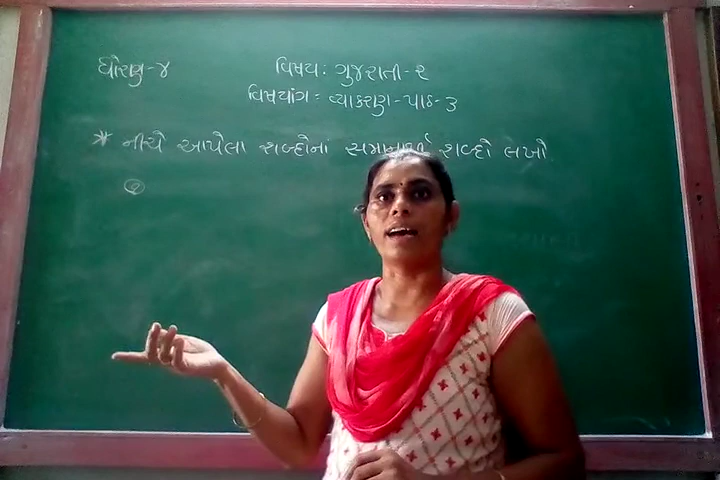 ધોરણ-૪
વિષય: ગુજરાતી-૨
વિષયાંગ: વ્યાકરણ-પાઠ-૩
* નીચે આપેલા શબ્દોનાં સમાનાર્થી શબ્દો લખો